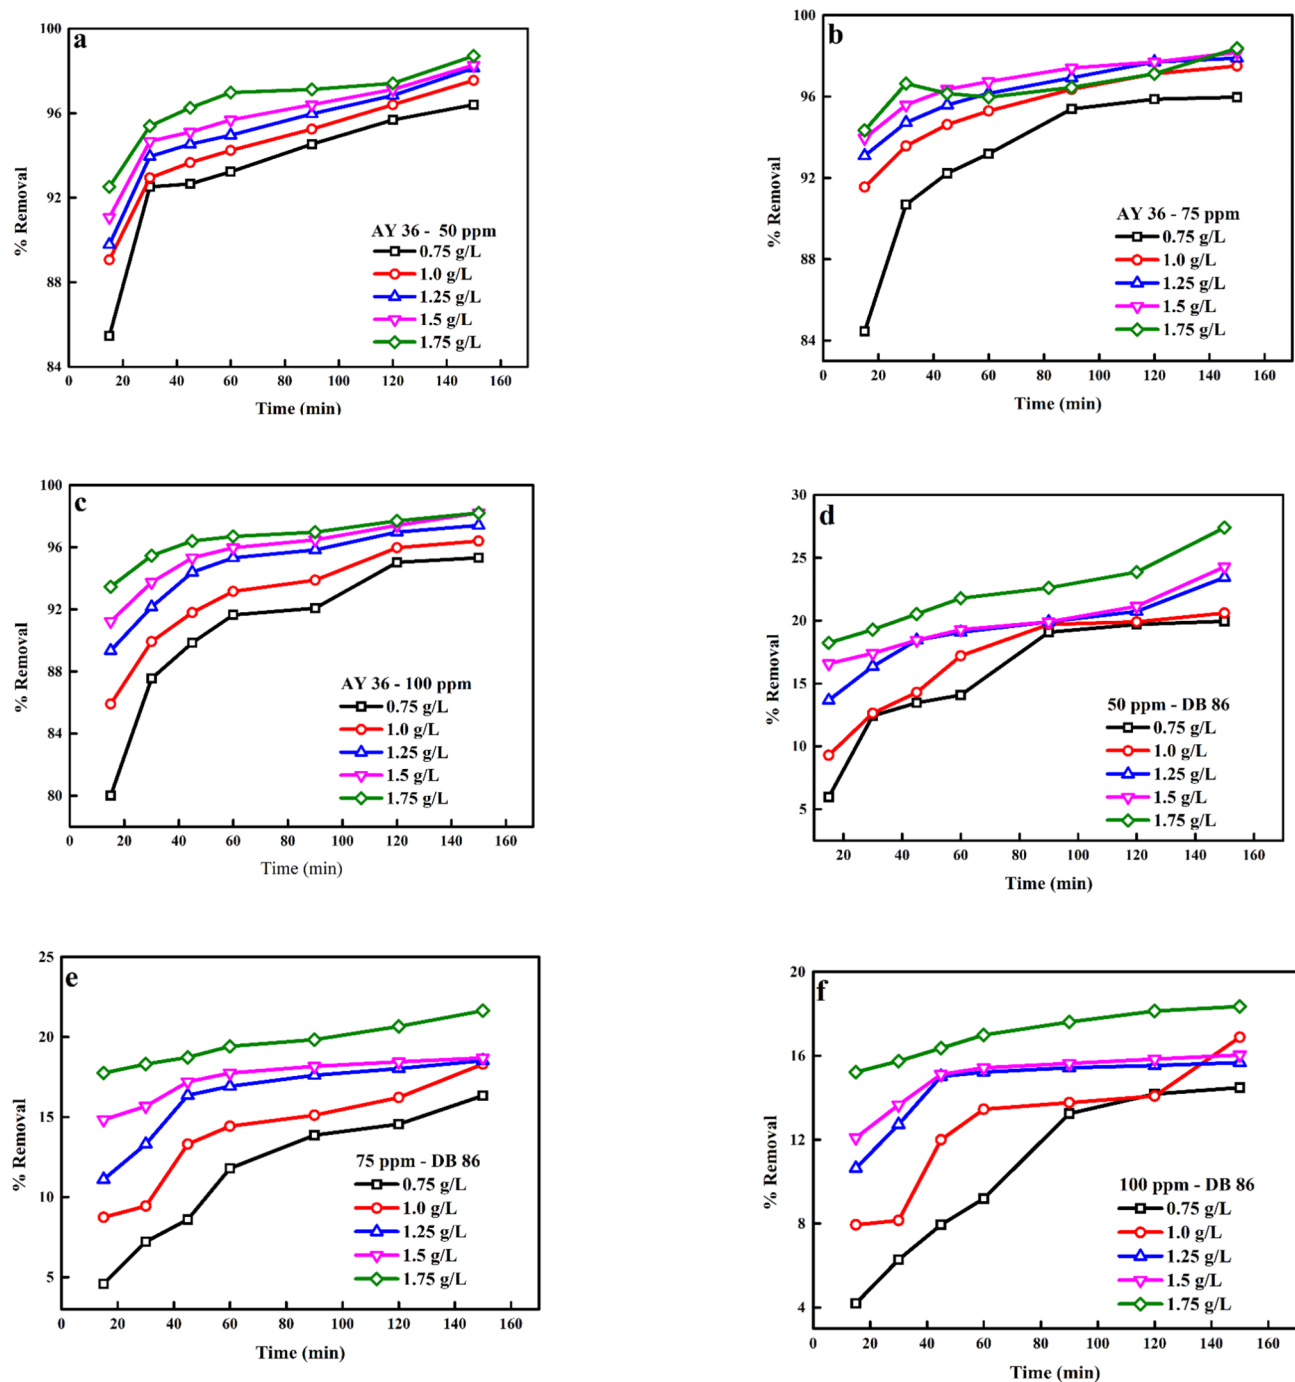 a
100
96
92
88
84
% Removal
AY 36 - 50 ppm
0.75 g/L
1.0 g/L
1.25 g/L
1.5 g/L
1.75 g/L
0 20 40 60 80 100 120 140 160
Time (min)
b
100
96
92
88
84
% Removal
AY 36 - 75 ppm
0.75 g/L
1.0 g/L
1.25 g/L
1.5 g/L
1.75 g/L
0 20 40 60 80 100 120 140 160
Time (min)
c
100
96
92
88
84
80
% Removal
AY 36 - 100 ppm
0.75 g/L
1.0 g/L
1.25 g/L
1.5 g/L
1.75 g/L
0 20 40 60 80 100 120 140 160
Time (min)
d
30
25
20
15
10
5
% Removal
50 ppm - DB 86
0.75 g/L
1.0 g/L
1.25 g/L
1.5 g/L
1.75 g/L
20 40 60 80 100 120 140 160
Time (min)
e
25
20
15
10
5
% Removal
75 ppm - DB 86
0.75 g/L
1.0 g/L
1.25 g/L
1.5 g/L
1.75 g/L
0 20 40 60 80 100 120 140 160
Time (min)
f
20
16
12
8
4
% Removal
100 ppm - DB 86
0.75 g/L
1.0 g/L
1.25 g/L
1.5 g/L
1.75 g/L
0 20 40 60 80 100 120 140 160
Time (min)